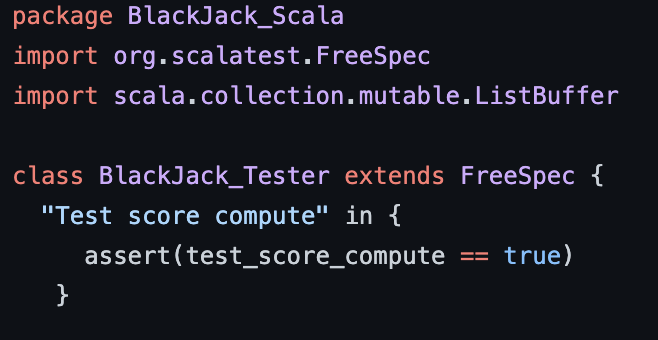 package BlackJack_Scala
import org.scalatest.FreeSpec
import scala.collection.mutable.ListBuffer
class BlackJack_Tester extends FreeSpec {
"Test score compute" in {
assert(test_score_compute == true)
}